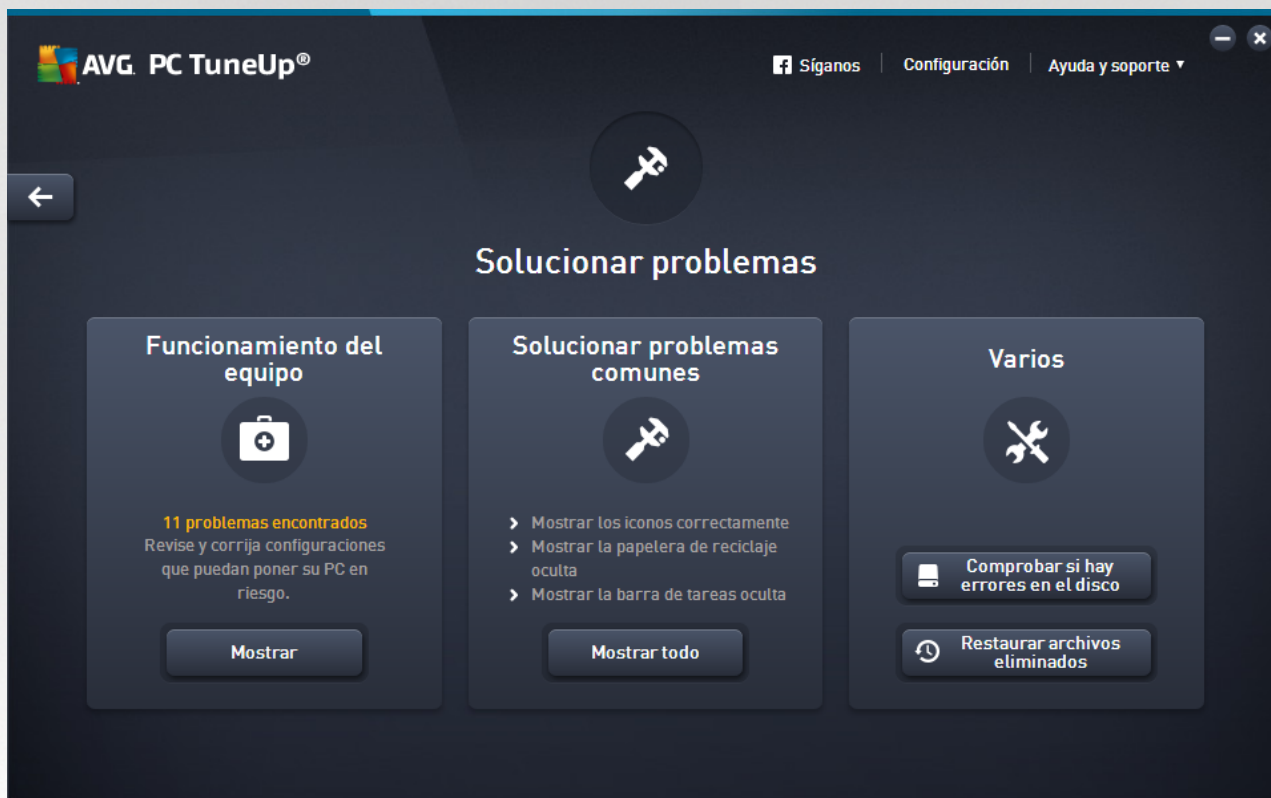 AVG. PC TuneUp®
Síganos
Configuración
Ayuda y soporte
Solucionar problemas
Funcionamiento del
equipo
11 problemas encontrados
Revise y corrija configuraciones
que puedan poner su PC en
riesgo.
Mostrar
Solucionar problemas
comunes
Mostrar los iconos correctamente
Mostrar la papelera de reciclaje
oculta
Mostrar la barra de tareas oculta
Mostrar todo
Varios
Comprobar si hay
errores en el disco
Restaurar archivos
eliminados